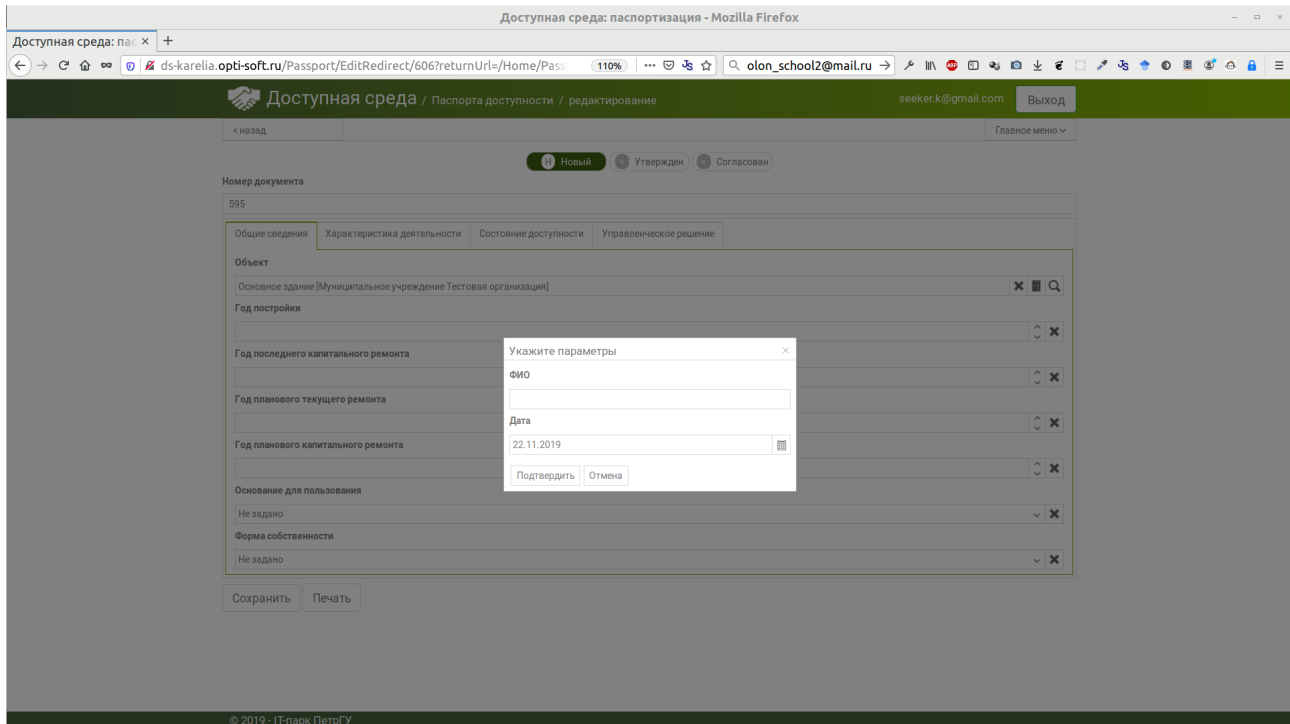 Доступная среда: паспортизация - Mozilla Firefox
Доступная среда: пас × +
ds-karelia.opti-soft.ru/Passport/EditRedirect/606?returnUrl=/Home/Pass 110% olon_school2@mail.ru
Доступная среда / Паспорта доступности / редактирование seeker.k@gmail.com Выход
< назад Главное меню
Н Новый Утвержден Согласован
Номер документа
595
Общие сведения Характеристика деятельности Состояние доступности Управленческое решение
Объект
Основное здание [Муниципальное учреждение Тестовая организация]
Год постройки
Год последнего капитального ремонта
Год планового текущего ремонта
Год планового капитального ремонта
Основание для пользования
Не задано
Форма собственности
Не задано
Укажите параметры ×
ФИО
Дата
22.11.2019
Подтвердить Отмена
Сохранить Печать
© 2019 - IT-парк ПетрГУ